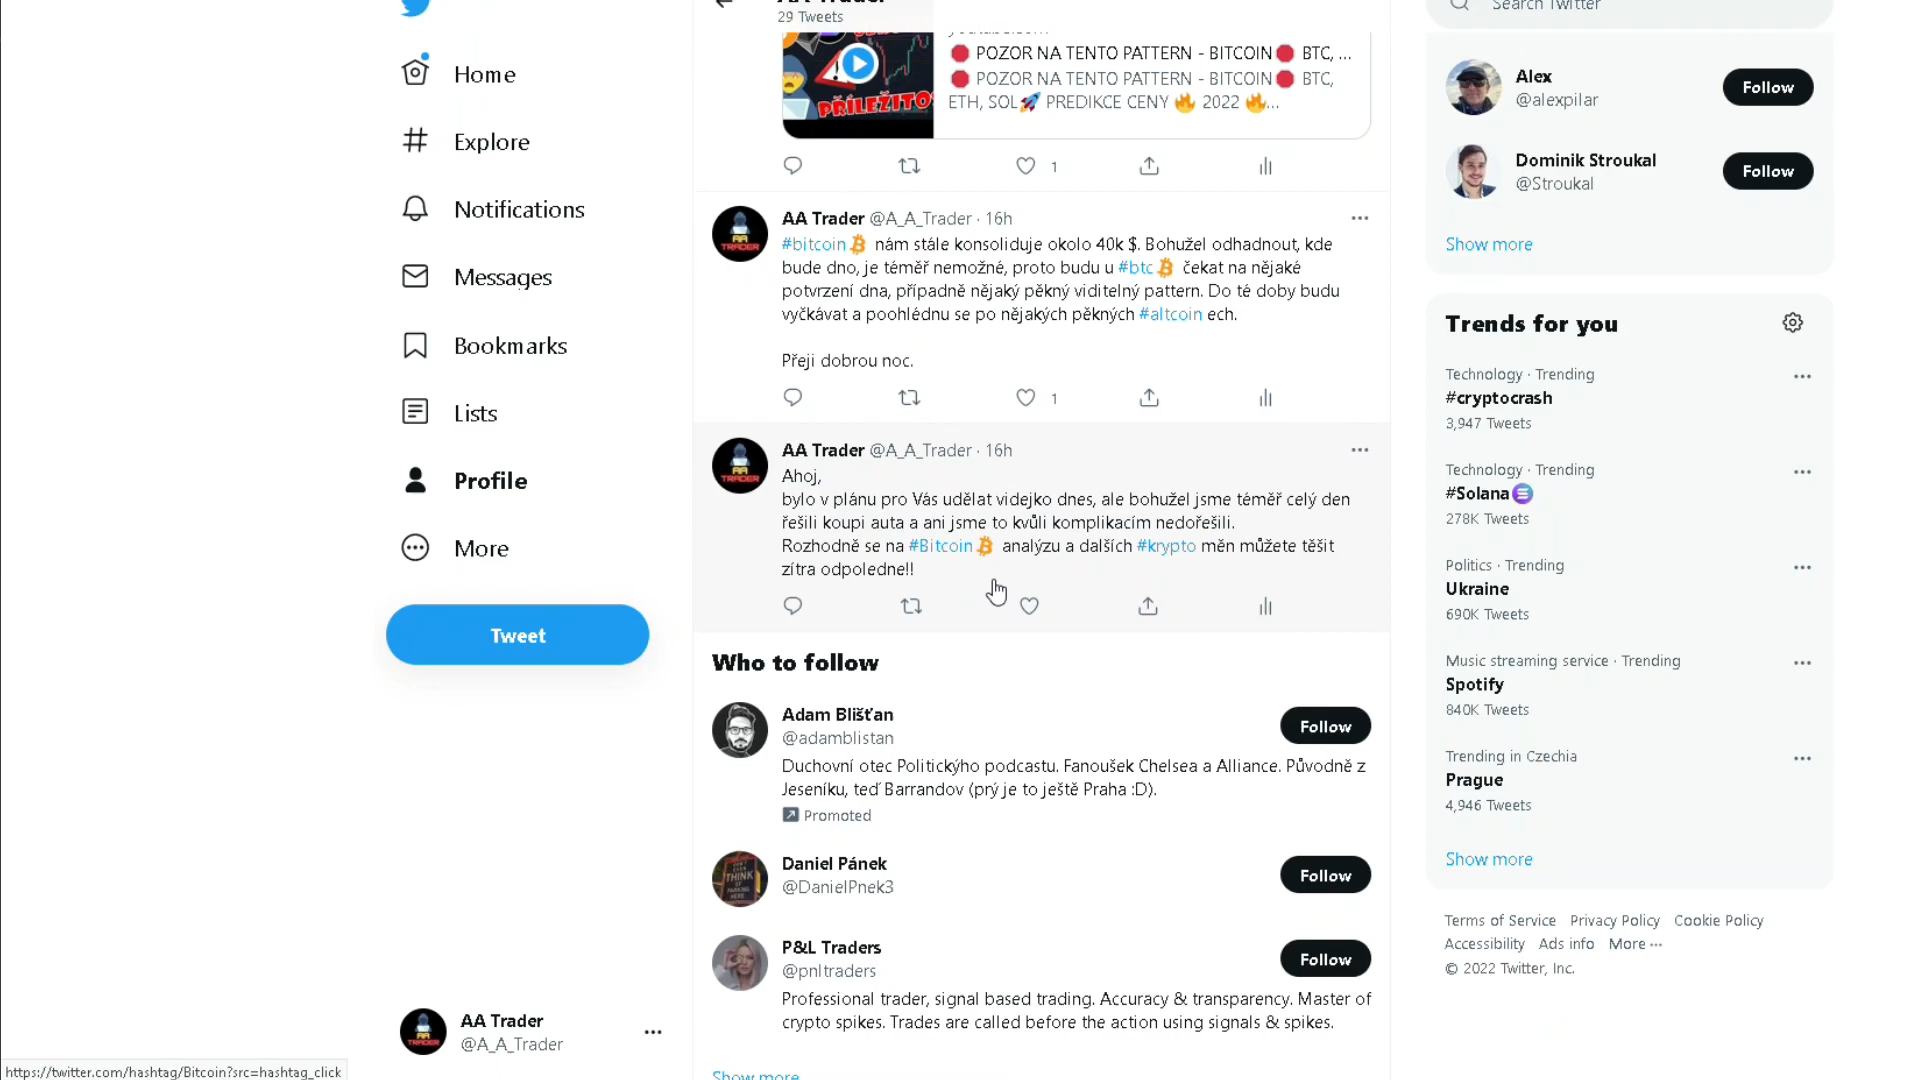 Home
Explore
Notifications
Messages
Bookmarks
Lists
Profile
More
Tweet
AA Trader
@A_A_Trader
https://twitter.com/hashtag/Bitcoin?src=hashtag_click
29 Tweets
PŘÍLEŽITO
POZOR NA TENTO PATTERN - BITCOIN BTC, ...
POZOR NA TENTO PATTERN - BITCOIN BTC,
ETH, SOL PREDIKCE CENY 2022 ...
1
AA Trader @A_A_Trader · 16h
#bitcoin nám stále konsoliduje okolo 40k $. Bohužel odhadnout, kde
bude dno, je téměř nemožné, proto budu u #btc čekat na nějaké
potvrzení dna, případně nějaký pěkný viditelný pattern. Do té doby budu
vyčkávat a poohlédnu se po nějakých pěkných #altcoin ech.
Přeji dobrou noc.
1
AA Trader @A_A_Trader · 16h
Ahoj,
bylo v plánu pro Vás udělat videjko dnes, ale bohužel jsme téměř celý den
řešili koupi auta a ani jsme to kvůli komplikacím nedořešili.
Rozhodně se na #Bitcoin analýzu a dalších #krypto měn můžete těšit
zítra odpoledne!!
Who to follow
Adam Blišťan
@adamblistan
Follow
Duchovní otec Politickýho podcastu. Fanoušek Chelsea a Alliance. Původně z
Jeseníku, teď Barrandov (prý je to ještě Praha :D).
Promoted
Daniel Pánek
@DanielPnek3
Follow
P&L Traders
@pnltraders
Follow
Professional trader, signal based trading. Accuracy & transparency. Master of
crypto spikes. Trades are called before the action using signals & spikes.
Show more
Search Twitter
Alex
@alexpilar
Follow
Dominik Stroukal
@Stroukal
Follow
Show more
Trends for you
Technology · Trending
#cryptocrash
3,947 Tweets
Technology · Trending
#Solana
278K Tweets
Politics · Trending
Ukraine
690K Tweets
Music streaming service · Trending
Spotify
840K Tweets
Trending in Czechia
Prague
4,946 Tweets
Show more
Terms of Service Privacy Policy Cookie Policy
Accessibility Ads info More ...
© 2022 Twitter, Inc.